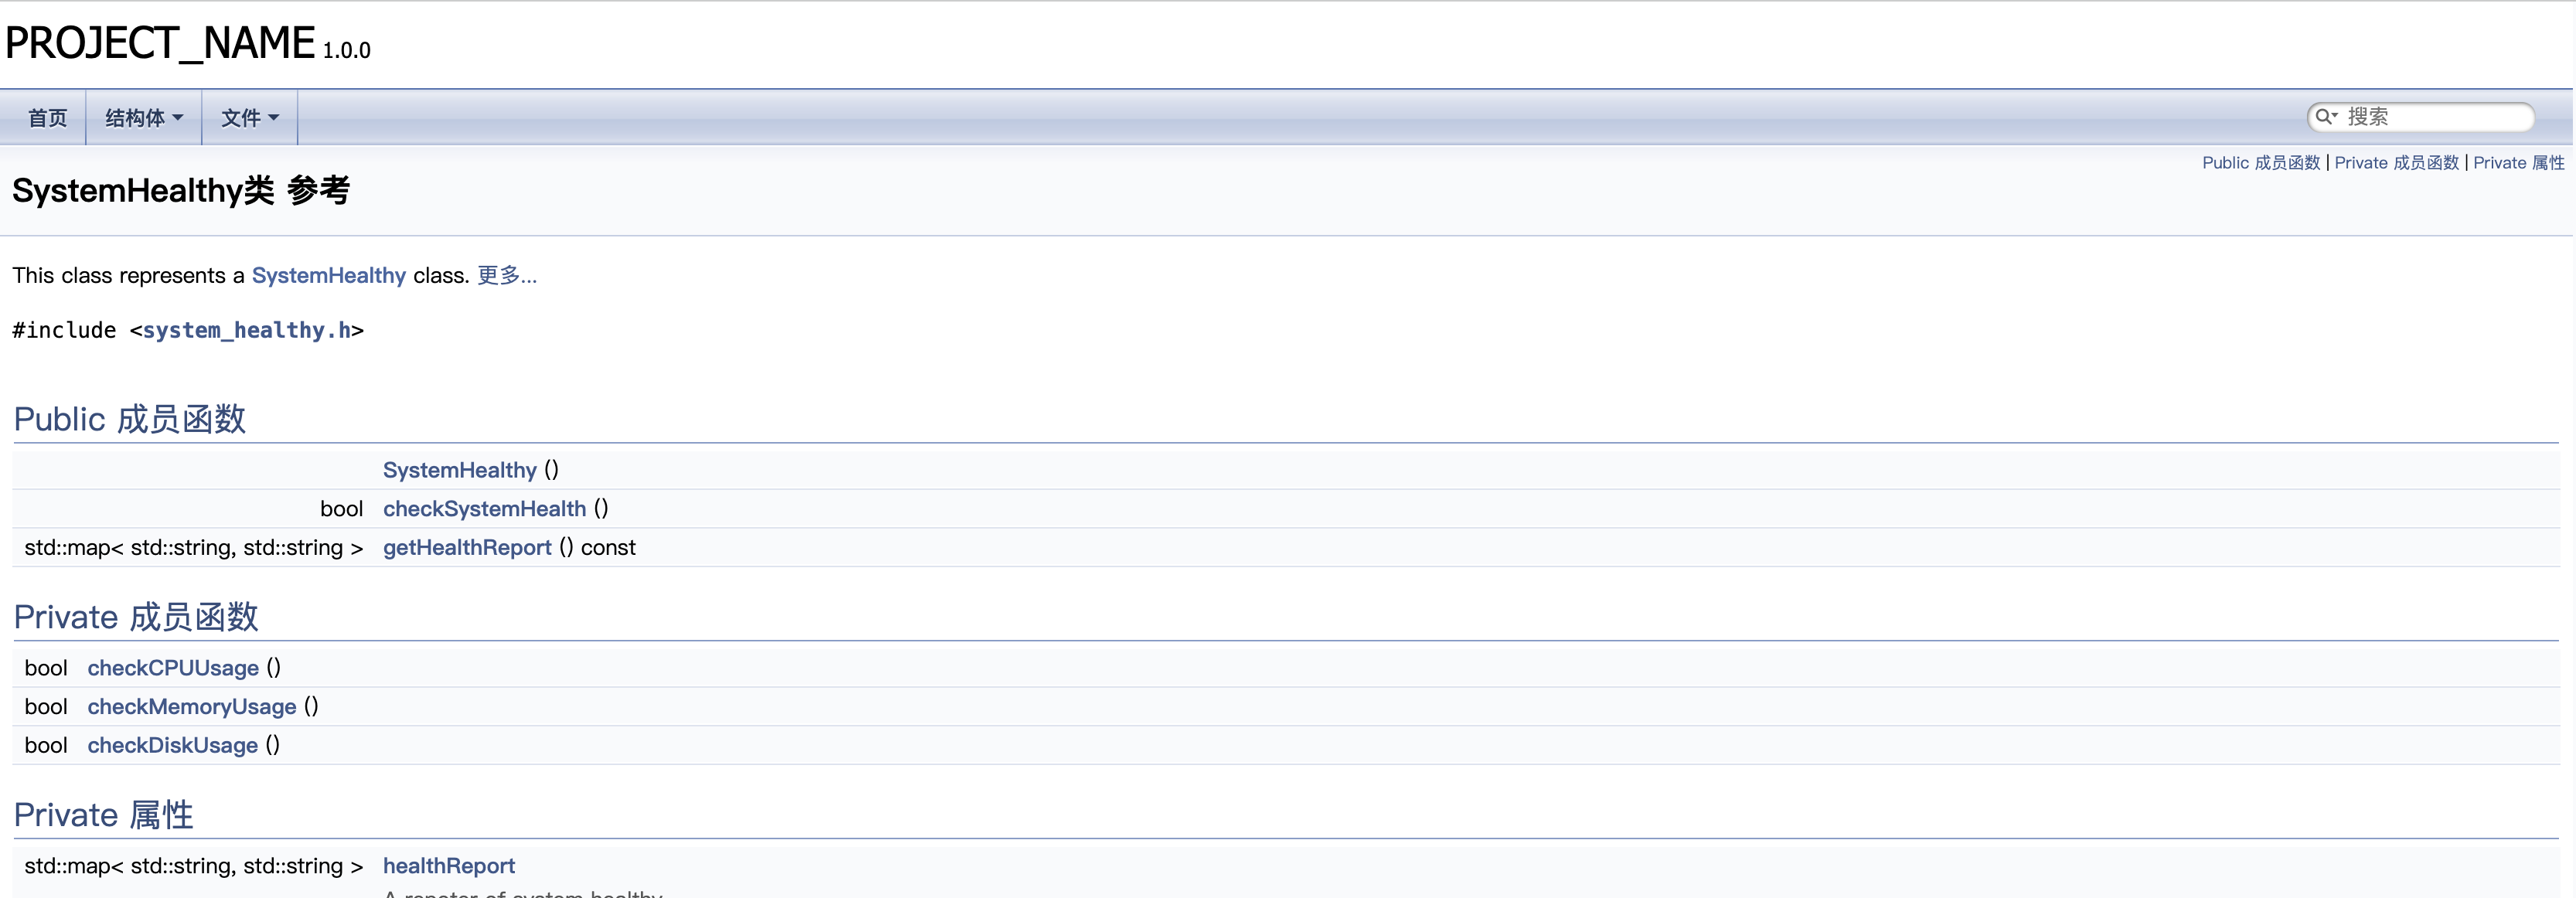 PROJECT_NAME 1.0.0
首页 结构体 文件 搜索
Public 成员函数 | Private 成员函数 | Private 属性
SystemHealthy类 参考
This class represents a SystemHealthy class. 更多...
#include <system_healthy.h>
Public 成员函数
SystemHealthy ()
bool checkSystemHealth ()
std::map< std::string, std::string > getHealthReport () const
Private 成员函数
bool checkCPUUsage ()
bool checkMemoryUsage ()
bool checkDiskUsage ()
Private 属性
std::map< std::string, std::string > healthReport
A repoter of system healthy